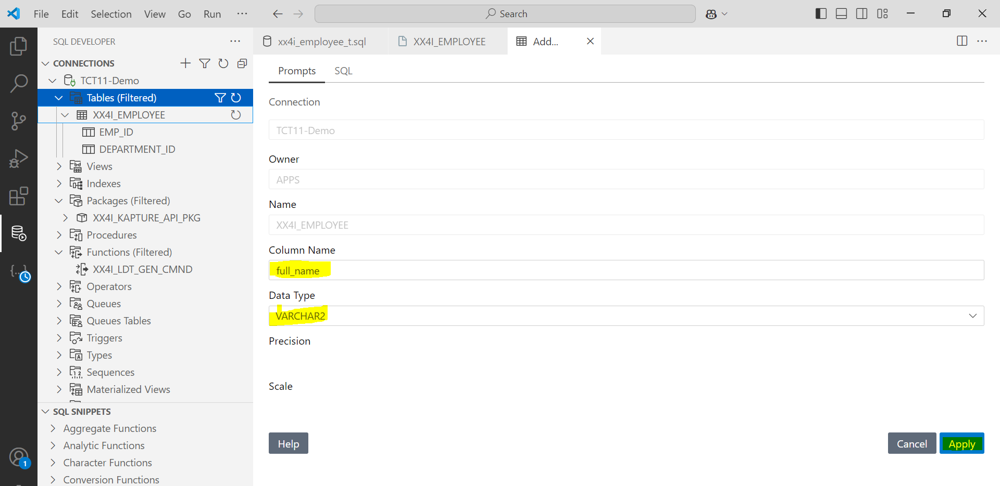 File Edit Selection View Go Run ··· Search
SQL DEVELOPER ···
xx4i_employee_t.sql XX4I_EMPLOYEE Add... ···
CONNECTIONS
TCT11-Demo
Tables (Filtered)
XX4I_EMPLOYEE
EMP_ID
DEPARTMENT_ID
Views
Indexes
Packages (Filtered)
XX4I_KAPTURE_API_PKG
Procedures
Functions (Filtered)
XX4I_LDT_GEN_CMND
Operators
Queues
Queues Tables
Triggers
Types
Sequences
Materialized Views
SQL SNIPPETS
Aggregate Functions
Analytic Functions
Character Functions
Conversion Functions
1
Prompts SQL
Connection
TCT11-Demo
Owner
APPS
Name
XX4I_EMPLOYEE
Column Name
full_name
Data Type
VARCHAR2
Precision
Scale
Help Cancel Apply